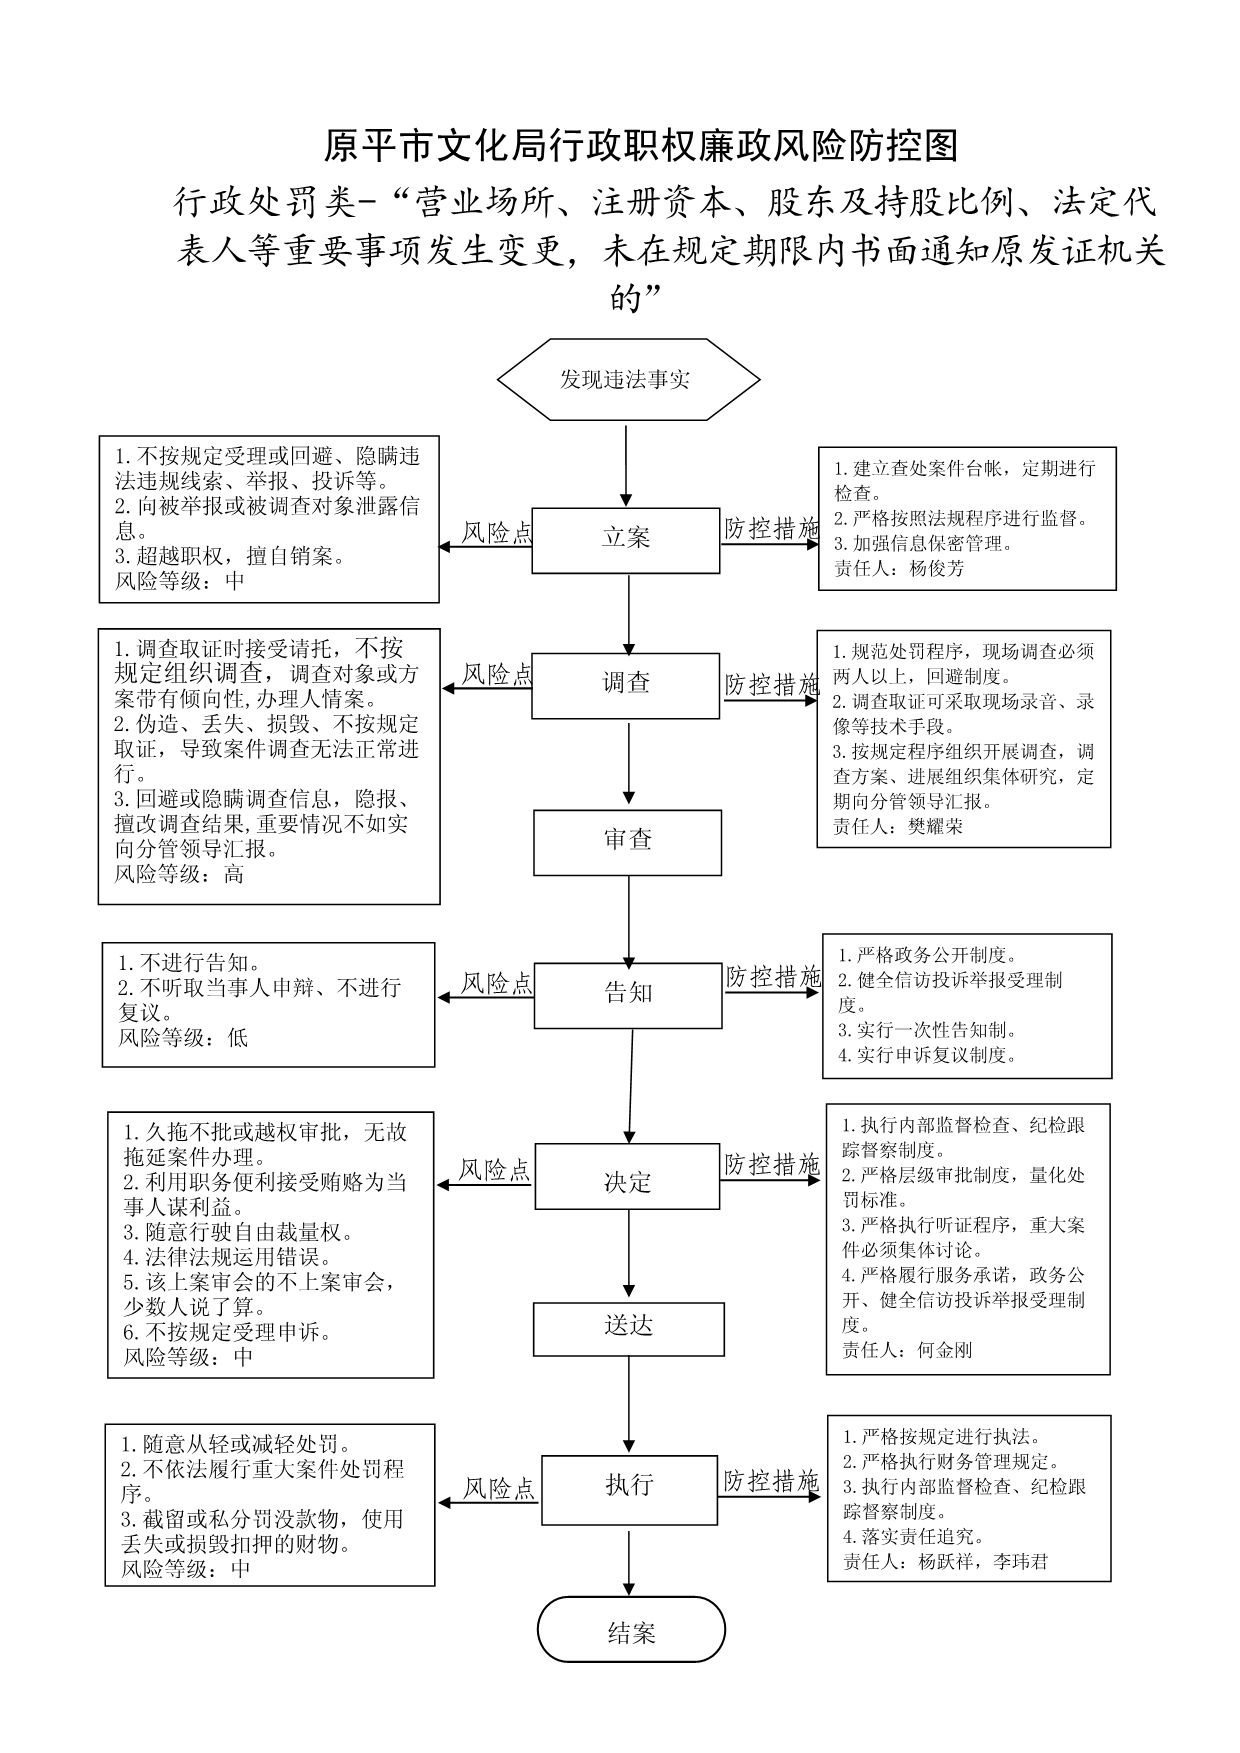 原平市文化局行政职权廉政风险防控图
行政处罚类-“营业场所、注册资本、股东及持股比例、法定代
表人等重要事项发生变更，未在规定期限内书面通知原发证机关
的”
发现违法事实
1.不按规定受理或回避、隐瞒违
法违规线索、举报、投诉等。
2.向被举报或被调查对象泄露信
息。
3.超越职权，擅自销案。
风险等级：中
风险点
立案
防控措施
1.建立查处案件台帐，定期进行
检查。
2.严格按照法规程序进行监督。
3.加强信息保密管理。
责任人：杨俊芳
1.调查取证时接受请托，不按
规定组织调查，调查对象或方
案带有倾向性,办理人情案。
2.伪造、丢失、损毁、不按规定
取证，导致案件调查无法正常进
行。
3.回避或隐瞒调查信息，隐报、
擅改调查结果,重要情况不如实
向分管领导汇报。
风险等级：高
风险点
调查
防控措施
1.规范处罚程序，现场调查必须
两人以上，回避制度。
2.调查取证可采取现场录音、录
像等技术手段。
3.按规定程序组织开展调查，调
查方案、进展组织集体研究，定
期向分管领导汇报。
责任人：樊耀荣
审查
1.不进行告知。
2.不听取当事人申辩、不进行
复议。
风险等级：低
风险点
告知
防控措施
1.严格政务公开制度。
2.健全信访投诉举报受理制
度。
3.实行一次性告知制。
4.实行申诉复议制度。
1.久拖不批或越权审批，无故
拖延案件办理。
2.利用职务便利接受贿赂为当
事人谋利益。
3.随意行驶自由裁量权。
4.法律法规运用错误。
5.该上案审会的不上案审会，
少数人说了算。
6.不按规定受理申诉。
风险等级：中
风险点
决定
防控措施
1.执行内部监督检查、纪检跟
踪督察制度。
2.严格层级审批制度，量化处
罚标准。
3.严格执行听证程序，重大案
件必须集体讨论。
4.严格履行服务承诺，政务公
开、健全信访投诉举报受理制
度。
责任人：何金刚
送达
1.随意从轻或减轻处罚。
2.不依法履行重大案件处罚程
序。
3.截留或私分罚没款物，使用
丢失或损毁扣押的财物。
风险等级：中
风险点
执行
防控措施
1.严格按规定进行执法。
2.严格执行财务管理规定。
3.执行内部监督检查、纪检跟
踪督察制度。
4.落实责任追究。
责任人：杨跃祥，李玮君
结案